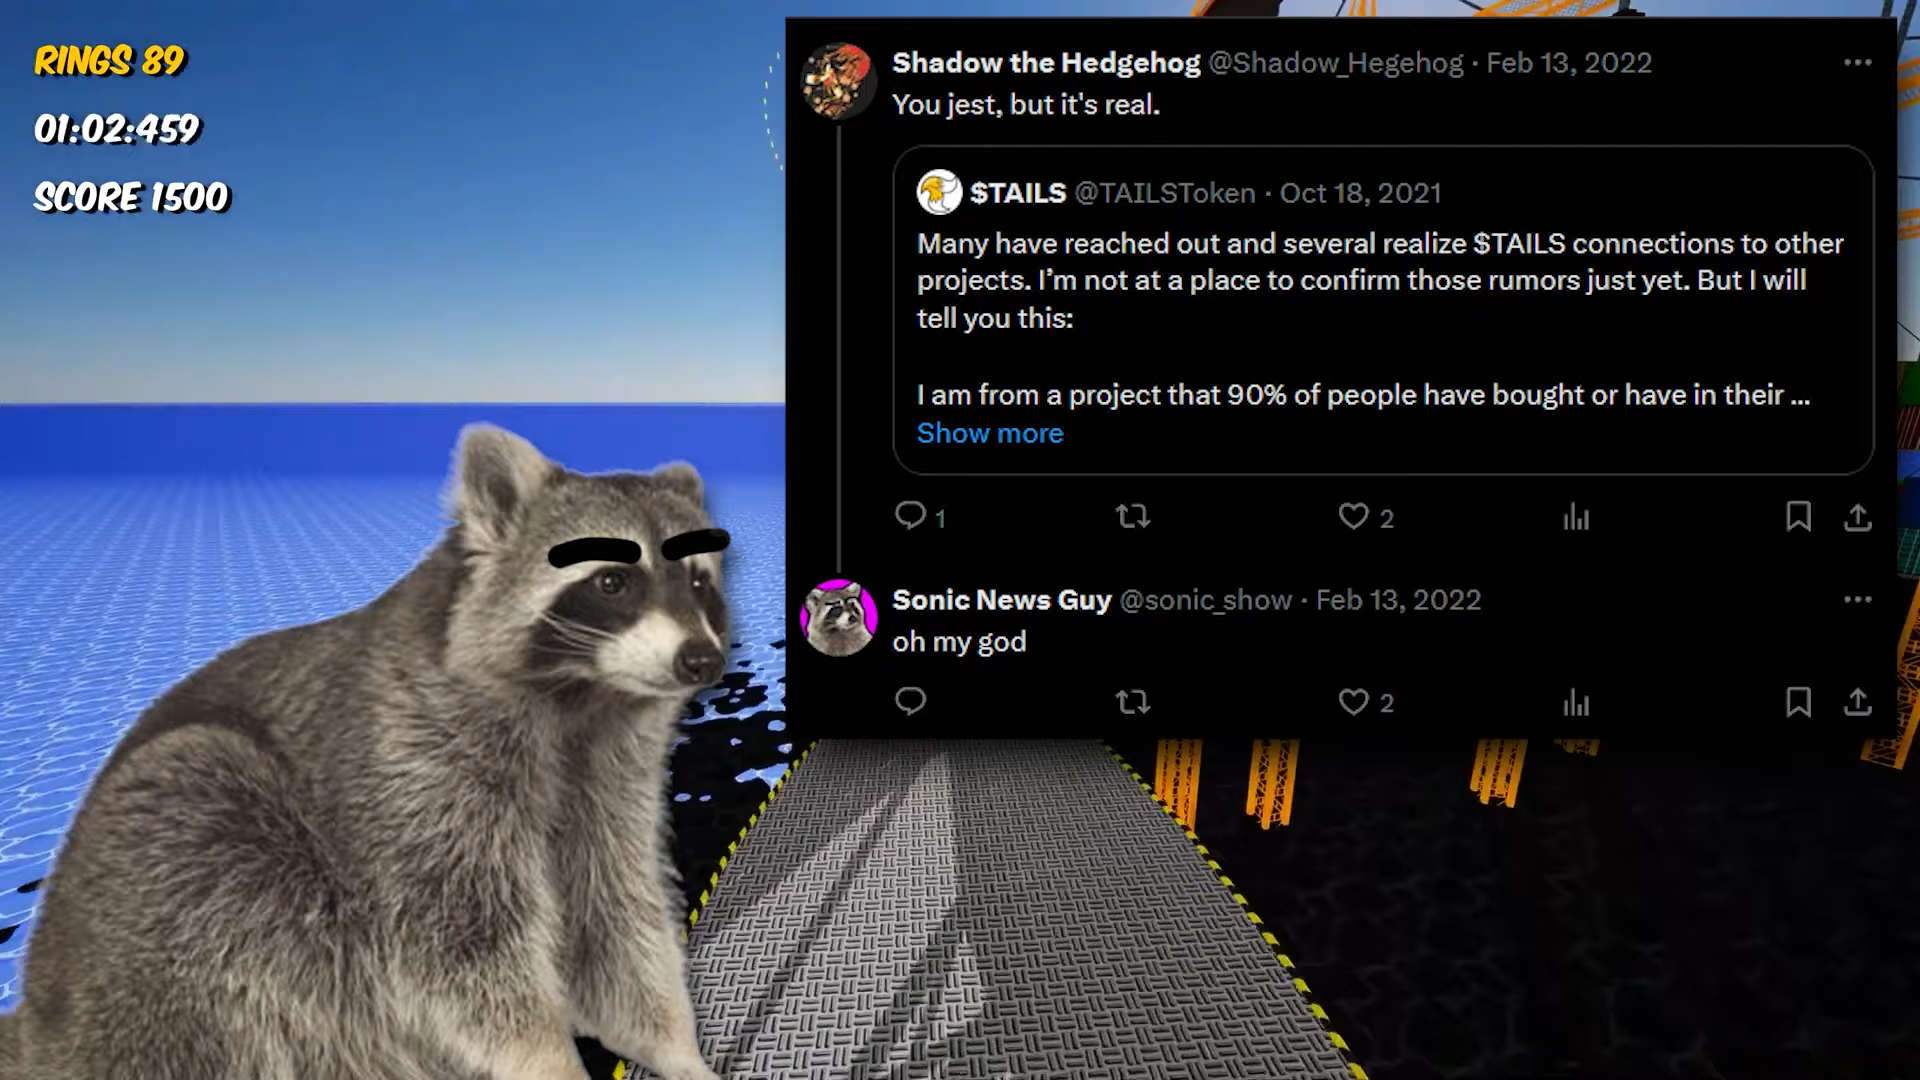 RINGS 89
01:02:459
SCORE 1500
Shadow the Hedgehog @Shadow_Hegehog · Feb 13, 2022
You jest, but it's real.
$TAILS @TAILSToken · Oct 18, 2021
Many have reached out and several realize $TAILS connections to other
projects. I’m not at a place to confirm those rumors just yet. But I will
tell you this:
I am from a project that 90% of people have bought or have in their ...
Show more
1
2
Sonic News Guy @sonic_show · Feb 13, 2022
oh my god
2